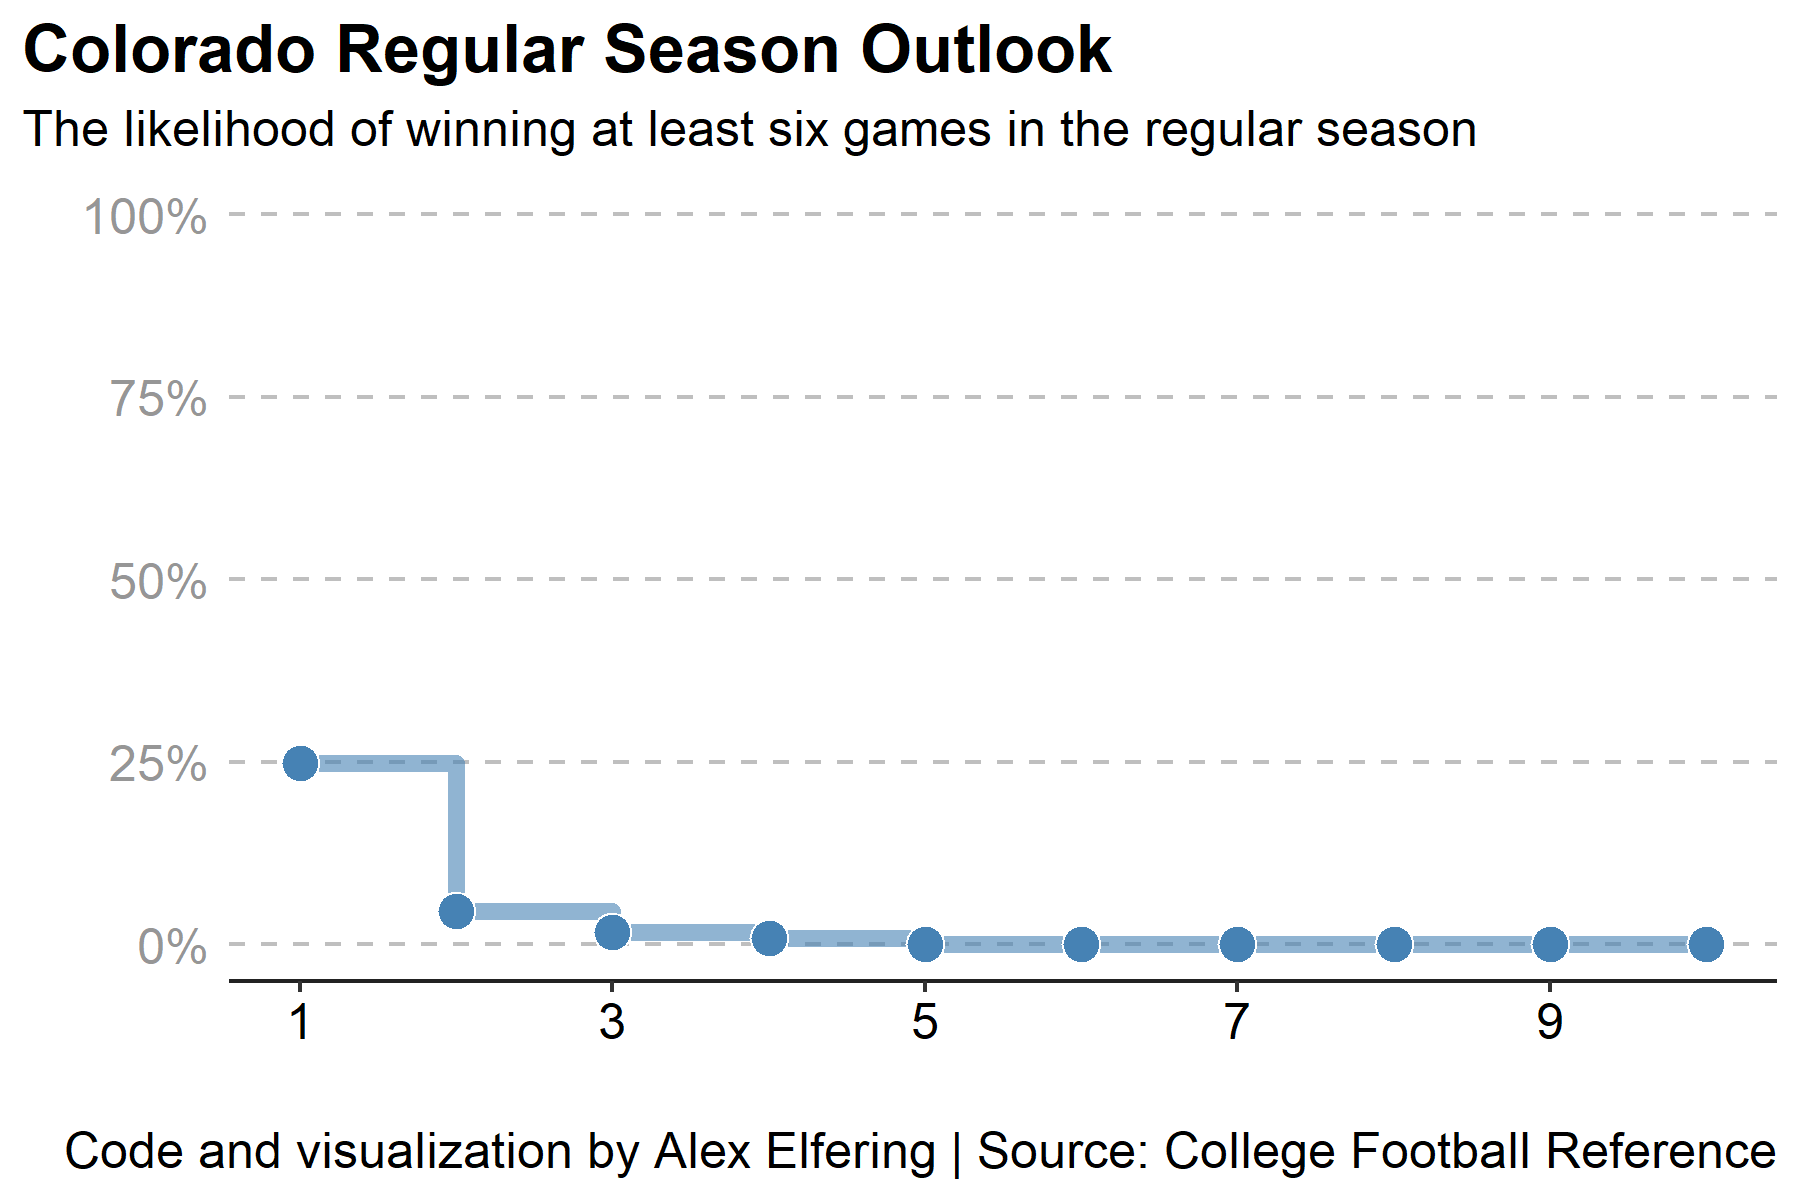 Colorado Regular Season Outlook
The likelihood of winning at least six games in the regular season
100%
75%
50%
25%
0%
1 3 5 7 9
Code and visualization by Alex Elfering | Source: College Football Reference